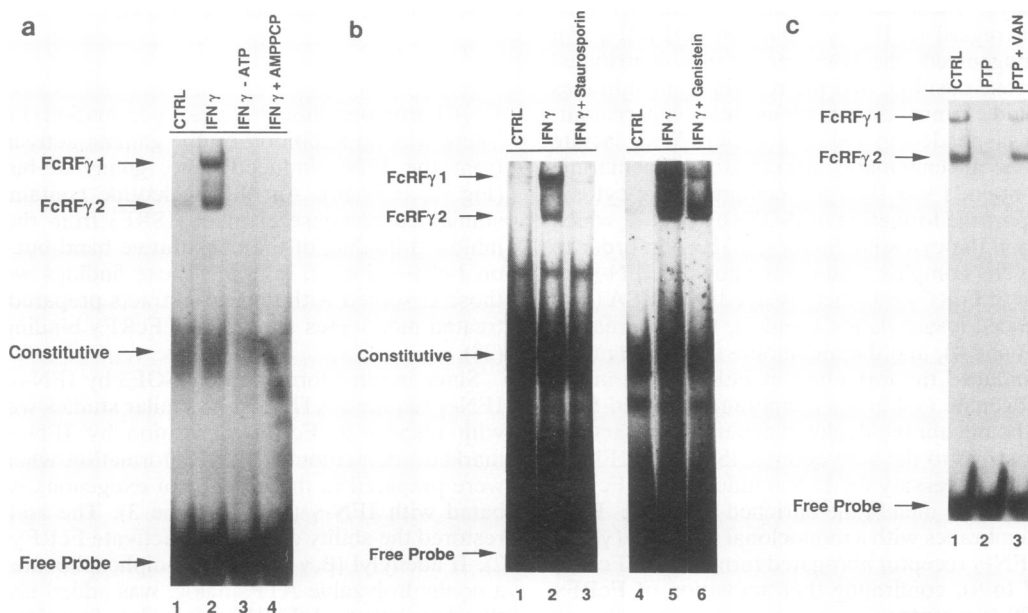 a
CTRL
IFN γ
IFN γ - ATP
IFN γ + AMPPCP
FcRFγ 1
FcRFγ 2
Constitutive
Free Probe
1 2 3 4
b
CTRL
IFN γ
IFN γ + Staurosporin
CTRL
IFN γ
IFN γ + Genistein
FcRFγ 1
FcRFγ 2
Constitutive
Free Probe
1 2 3 4 5 6
c
CTRL
PTP
PTP + VAN
FcRFγ 1
FcRFγ 2
Free Probe
1 2 3